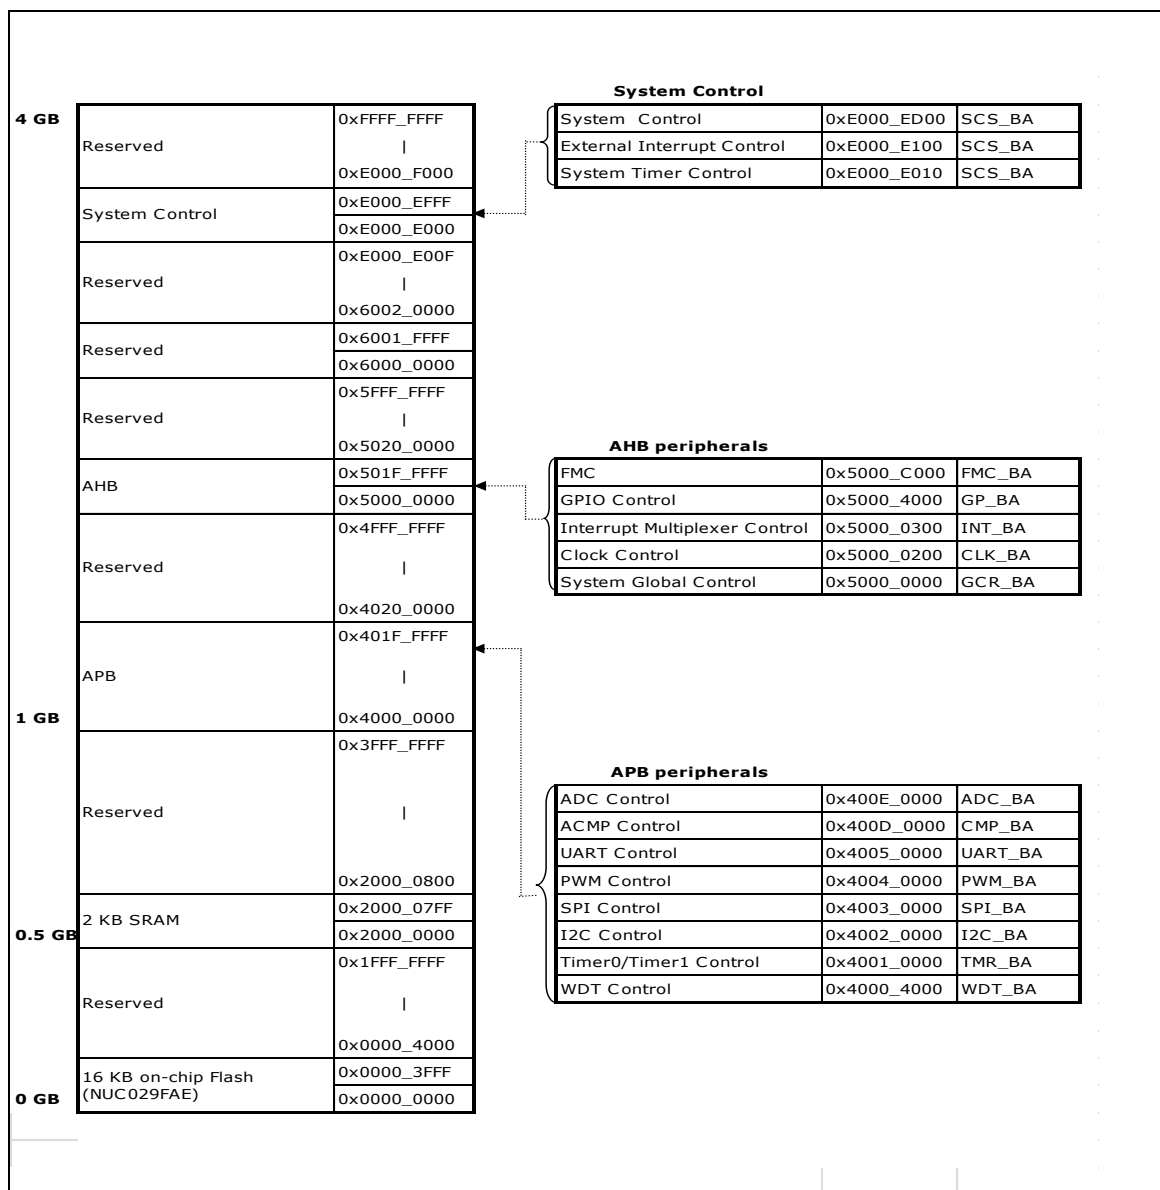 System Control
4 GB
Reserved
0xFFFF_FFFF
|
0xE000_F000
System Control
0xE000_EFFF
0xE000_E000
Reserved
0xE000_E00F
|
0x6002_0000
Reserved
0x6001_FFFF
0x6000_0000
Reserved
0x5FFF_FFFF
|
0x5020_0000
AHB
0x501F_FFFF
0x5000_0000
Reserved
0x4FFF_FFFF
|
0x4020_0000
APB
0x401F_FFFF
|
0x4000_0000
1 GB
Reserved
0x3FFF_FFFF
|
0x2000_0800
2 KB SRAM
0x2000_07FF
0x2000_0000
0.5 GB
Reserved
0x1FFF_FFFF
|
0x0000_4000
16 KB on-chip Flash
(NUC029FAE)
0x0000_3FFF
0x0000_0000
0 GB
System Control 0xE000_ED00 SCS_BA
External Interrupt Control 0xE000_E100 SCS_BA
System Timer Control 0xE000_E010 SCS_BA
AHB peripherals
FMC 0x5000_C000 FMC_BA
GPIO Control 0x5000_4000 GP_BA
Interrupt Multiplexer Control 0x5000_0300 INT_BA
Clock Control 0x5000_0200 CLK_BA
System Global Control 0x5000_0000 GCR_BA
APB peripherals
ADC Control 0x400E_0000 ADC_BA
ACMP Control 0x400D_0000 CMP_BA
UART Control 0x4005_0000 UART_BA
PWM Control 0x4004_0000 PWM_BA
SPI Control 0x4003_0000 SPI_BA
I2C Control 0x4002_0000 I2C_BA
Timer0/Timer1 Control 0x4001_0000 TMR_BA
WDT Control 0x4000_4000 WDT_BA